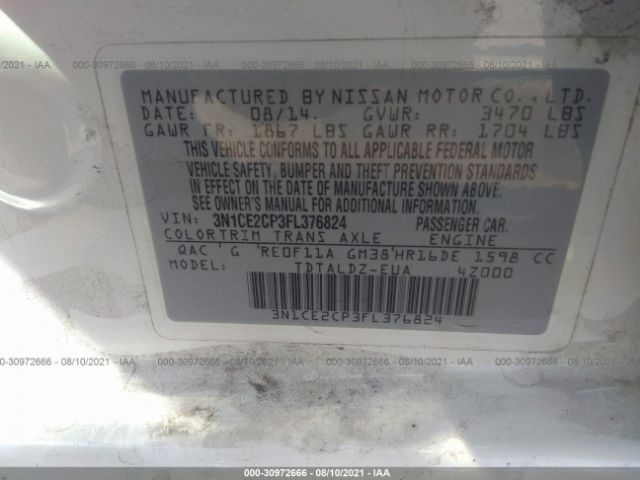 000-30972666 - 08/10/2021 - IAA
MANUFACTURED BY NISSAN MOTOR CO., LTD.
DATE: 08/14. GVWR: 3470 LBS
GAWR FR: 1867 LBS GAWR RR: 1704 LBS
THIS VEHICLE CONFORMS TO ALL APPLICABLE FEDERAL MOTOR
VEHICLE SAFETY, BUMPER AND THEFT PREVENTION STANDARDS
IN EFFECT ON THE DATE OF MANUFACTURE SHOWN ABOVE.
SEE OWNER'S MANUAL FOR ADDITIONAL INFORMATION.
VIN: 3N1CE2CP3FL376824 PASSENGER CAR.
COLOR TRIM TRANS AXLE ENGINE
QAC 'G 'RE0F11A GM38'HR16DE 1598 CC
MODEL: TDTALDZ-EUA 4Z000
3N1CE2CP3FL376824
000-30972666 - 08/10/2021 - IAA